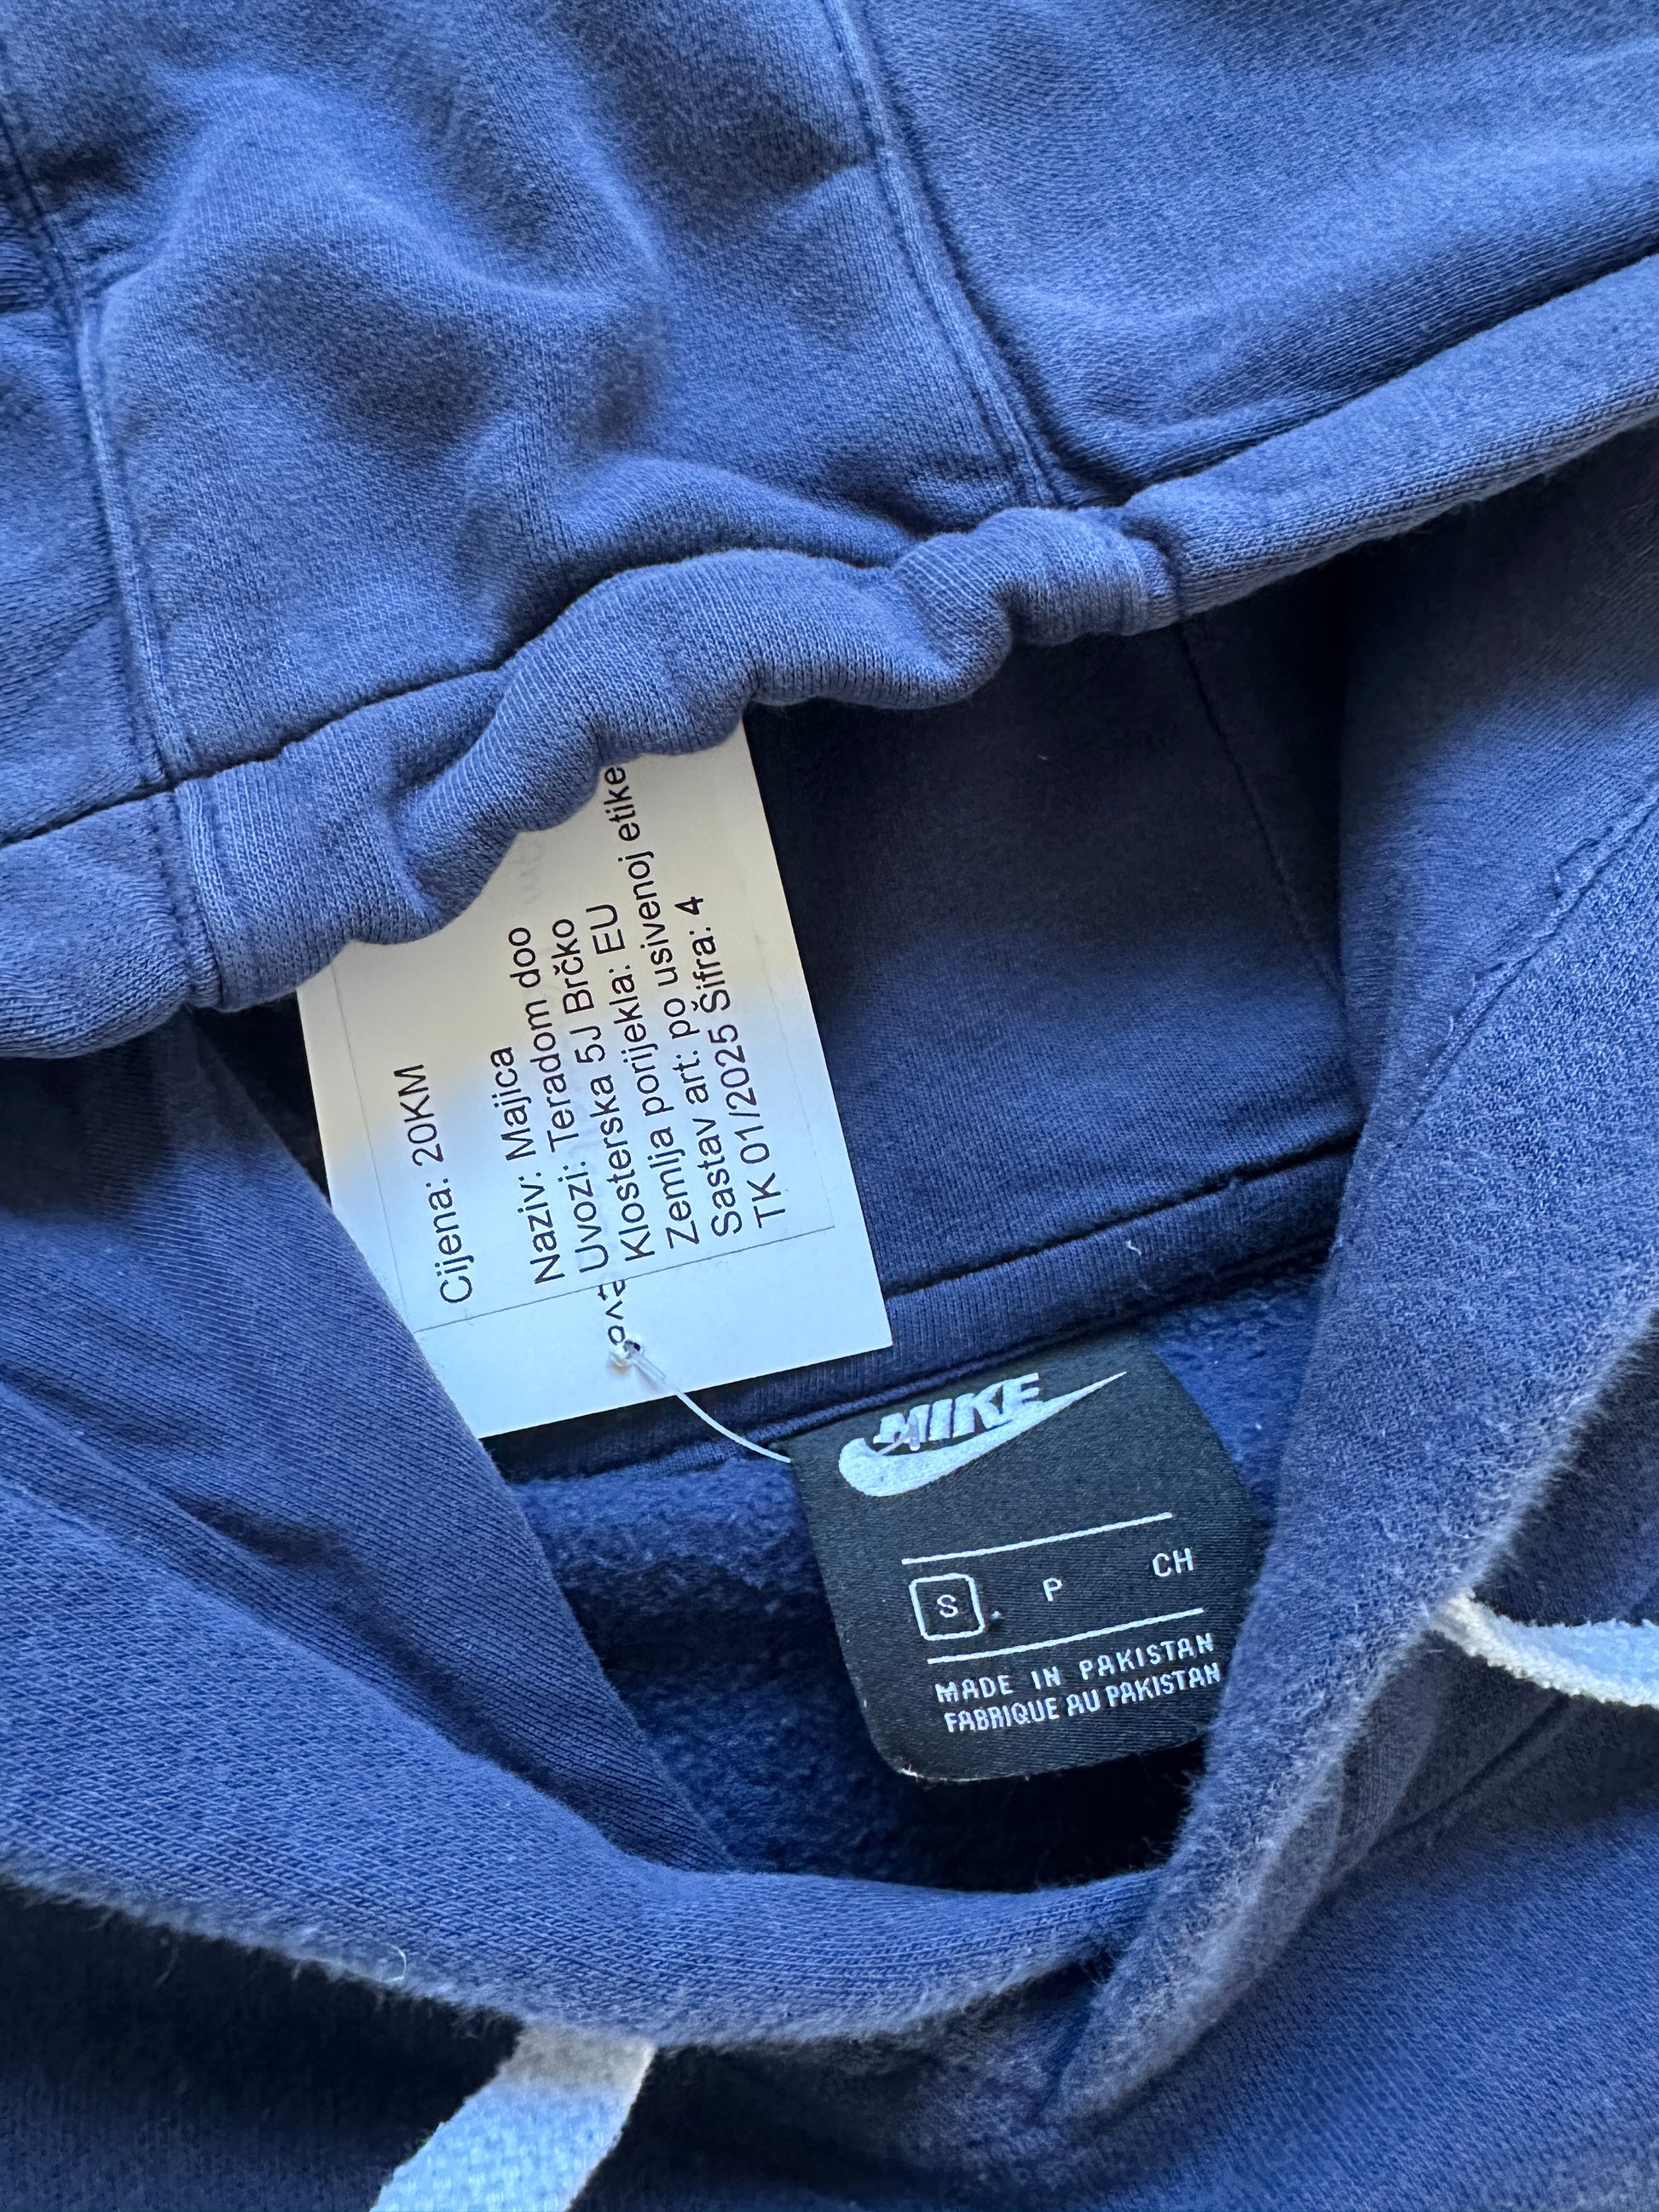 Cijena: 20KM
Naziv: Majica
Uvozi: Teradom doo
Klosterska 5J Brčko
Zemlja porijekla: EU
Sastav art: po usivenoj etike
TK 01/2025 Šifra: 4
NIKE
S P CH
MADE IN PAKISTAN
FABRIQUE AU PAKISTAN